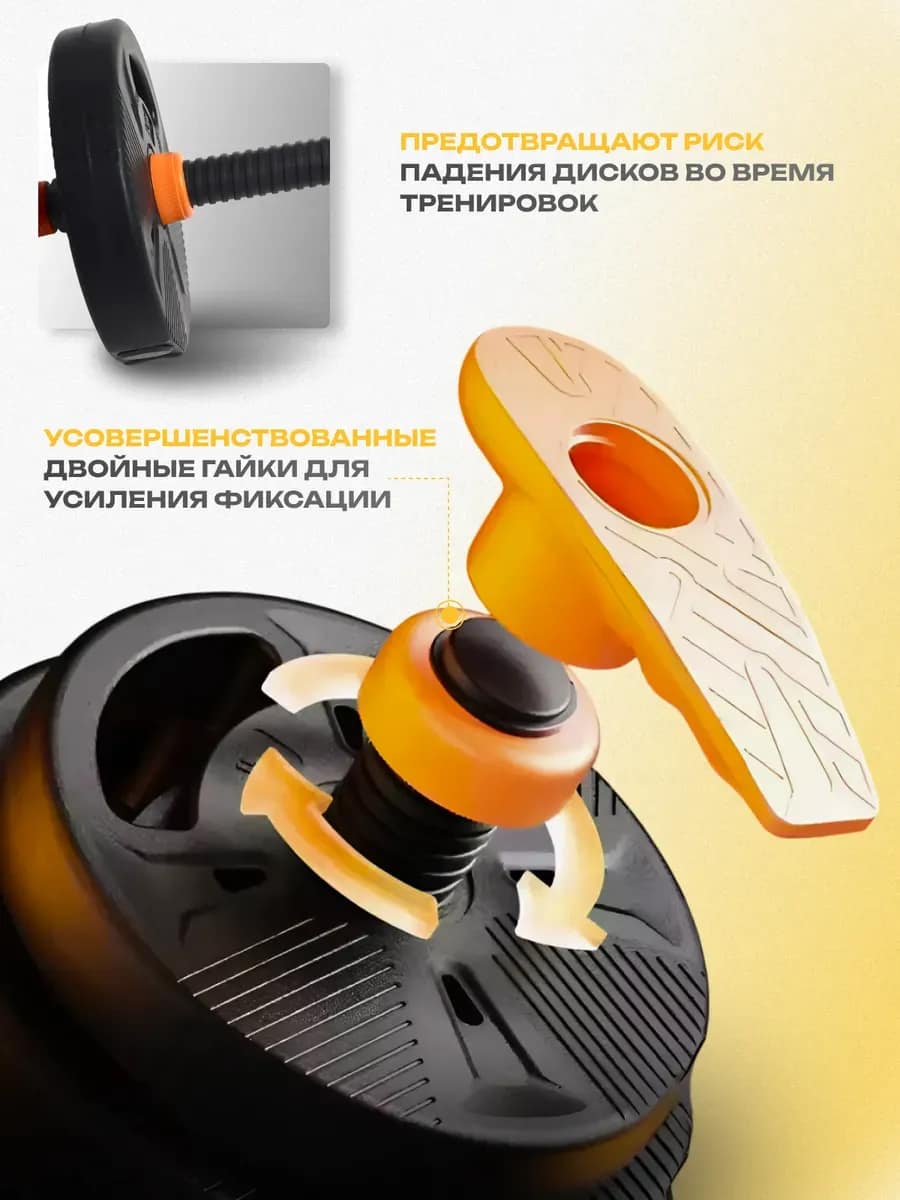 ПРЕДОТВРАЩАЮТ РИСК
ПАДЕНИЯ ДИСКОВ ВО ВРЕМЯ
ТРЕНИРОВОК
УСОВЕРШЕНСТВОВАННЫЕ
ДВОЙНЫЕ ГАЙКИ ДЛЯ
УСИЛЕНИЯ ФИКСАЦИИ